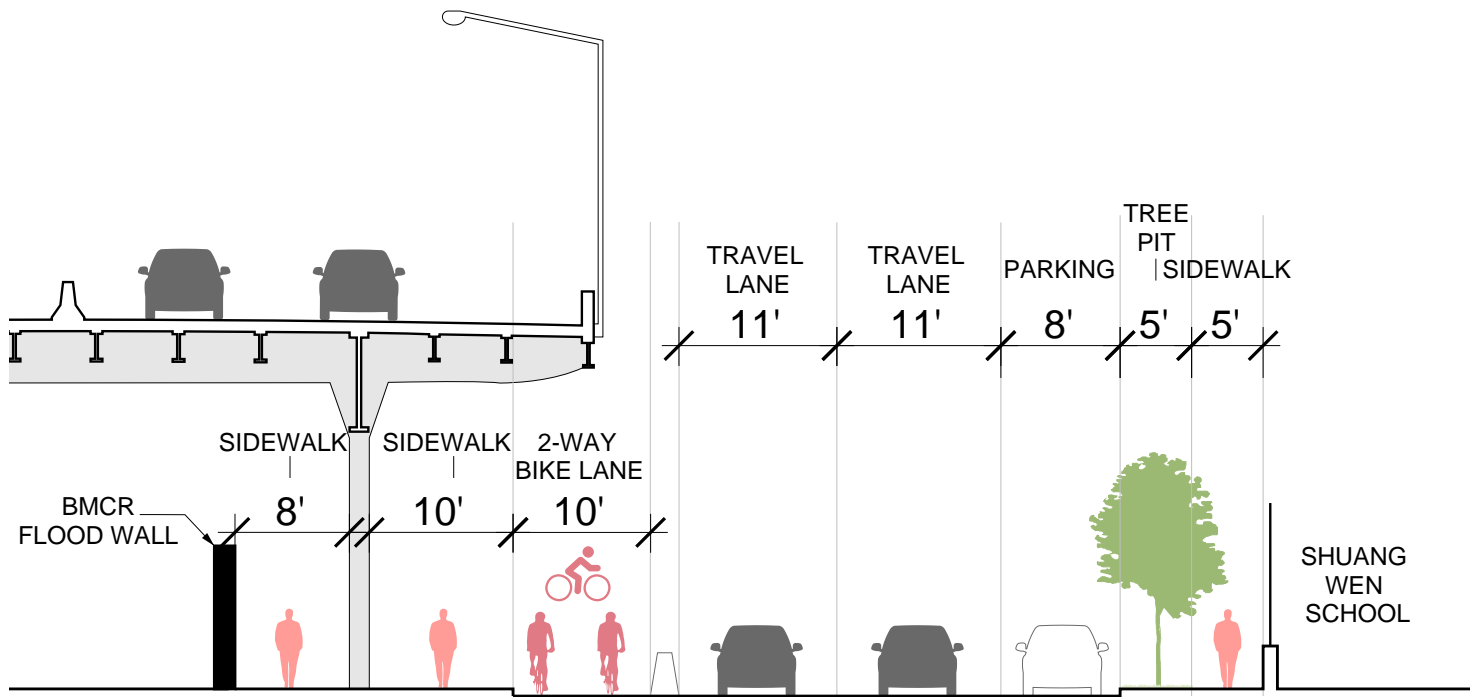 TREE
PIT
TRAVEL
LANE
TRAVEL
LANE
PARKING
SIDEWALK
11'
11'
8'
5'
5'
SIDEWALK
SIDEWALK
2-WAY
BIKE LANE
8'
10'
10'
BMCR
FLOOD WALL
SHUANG
WEN
SCHOOL